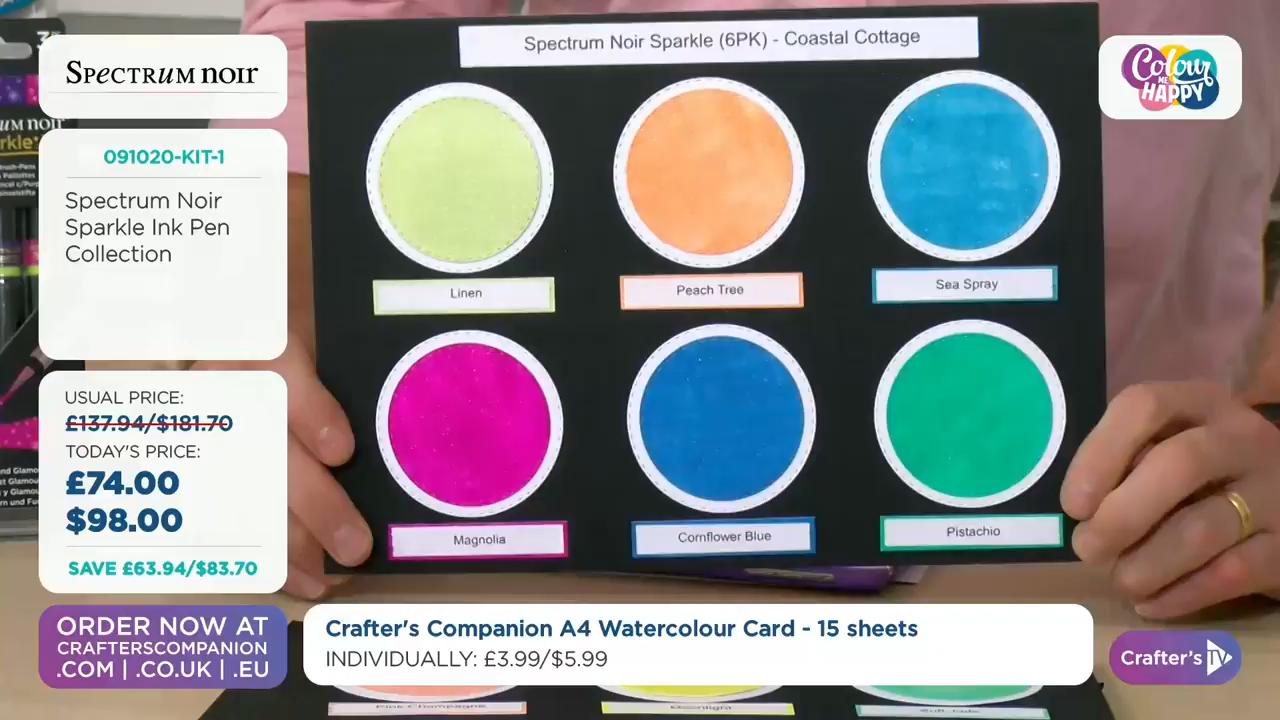 Spectrum Noir Sparkle (6PK) - Coastal Cottage
SPECTRUM NOIR
Colour
ME
HAPPY
091020-KIT-1
Spectrum Noir
Sparkle Ink Pen
Collection
Linen
Peach Tree
Sea Spray
USUAL PRICE:
£137.94/$181.70
TODAY'S PRICE:
£74.00
$98.00
SAVE £63.94/$83.70
Magnolia
Cornflower Blue
Pistachio
ORDER NOW AT
CRAFTERSCOMPANION
.COM | .CO.UK | .EU
Crafter's Companion A4 Watercolour Card - 15 sheets
INDIVIDUALLY: £3.99/$5.99
Crafter's TV
Pink Champagne
Moonlight